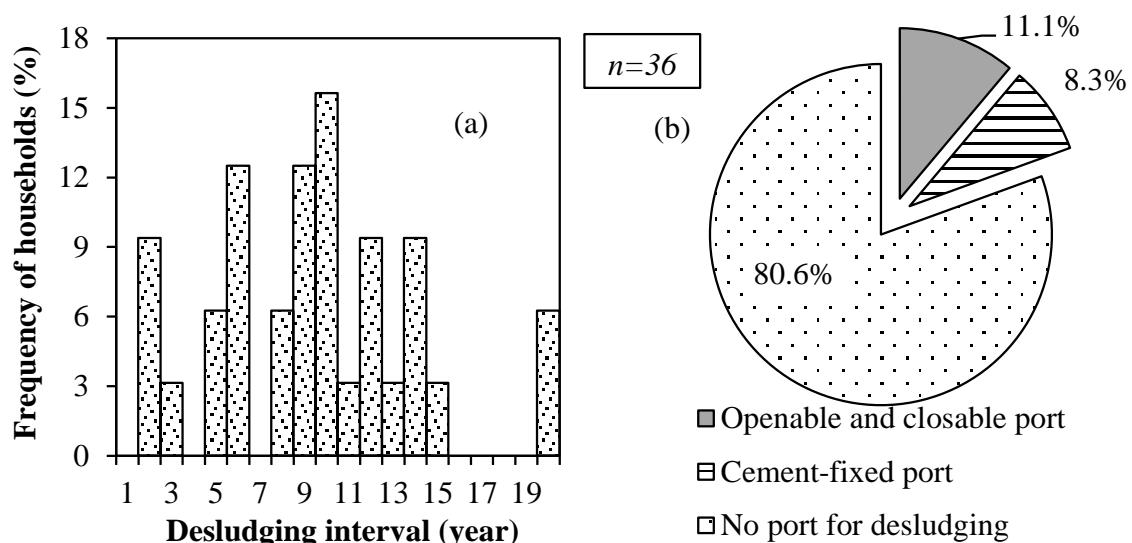 Frequency of households (%)
18
15
12
9
6
3
0
1 3 5 7 9 11 13 15 17 19
Desludging interval (year)
(a)
n=36
(b)
11.1%
8.3%
80.6%
Openable and closable port
Cement-fixed port
No port for desludging